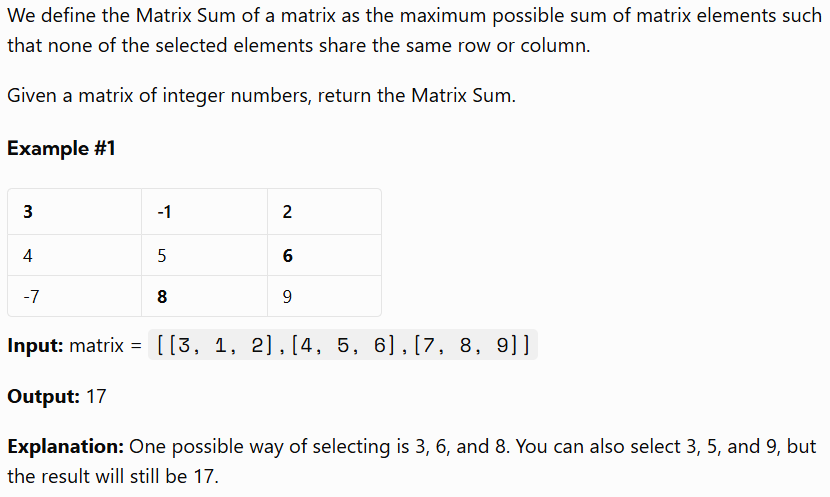 We define the Matrix Sum of a matrix as the maximum possible sum of matrix elements such
that none of the selected elements share the same row or column.
Given a matrix of integer numbers, return the Matrix Sum.
Example #1
3 -1 2
4 5 6
-7 8 9
Input: matrix = [[3, 1, 2],[4, 5, 6],[7, 8, 9]]
Output: 17
Explanation: One possible way of selecting is 3, 6, and 8. You can also select 3, 5, and 9, but
the result will still be 17.